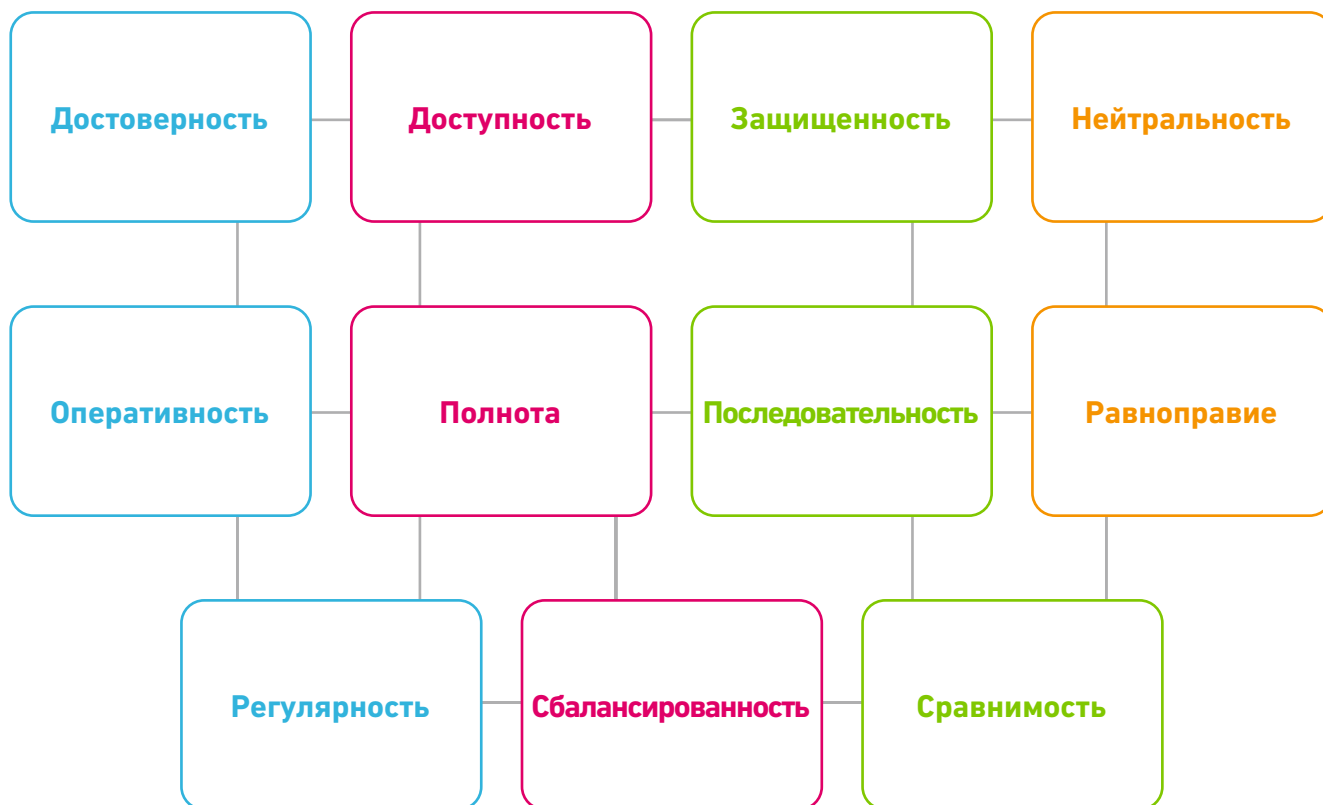 Достоверность
Доступность
Защищенность
Нейтральность
Оперативность
Полнота
Последовательность
Равноправие
Регулярность
Сбалансированность
Сравнимость